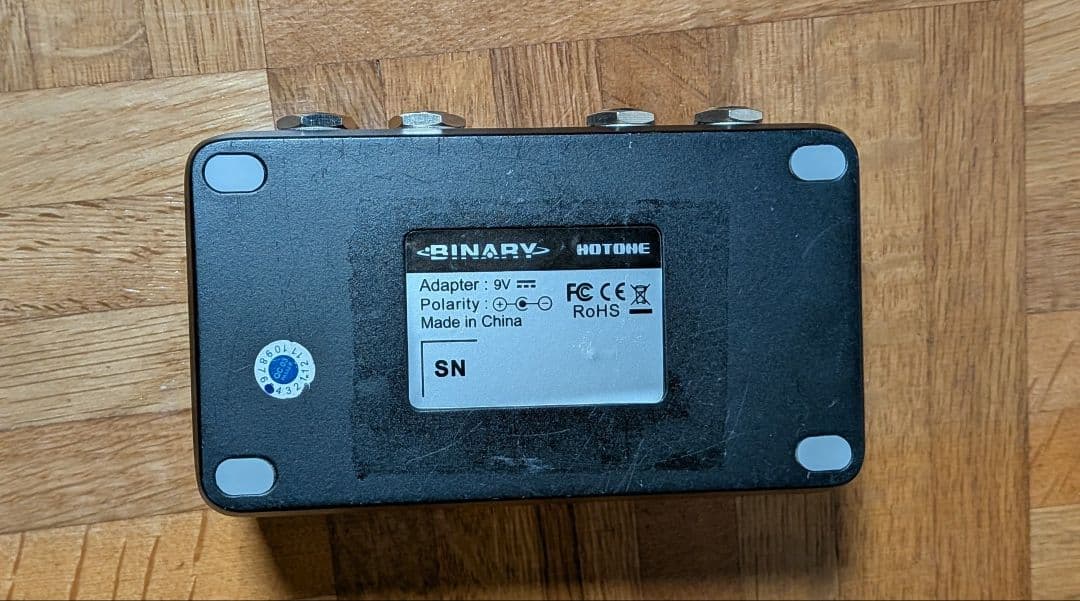 BINARY HOTONE
Adapter : 9V
Polarity :
Made in China
FC CE
RoHS
SN